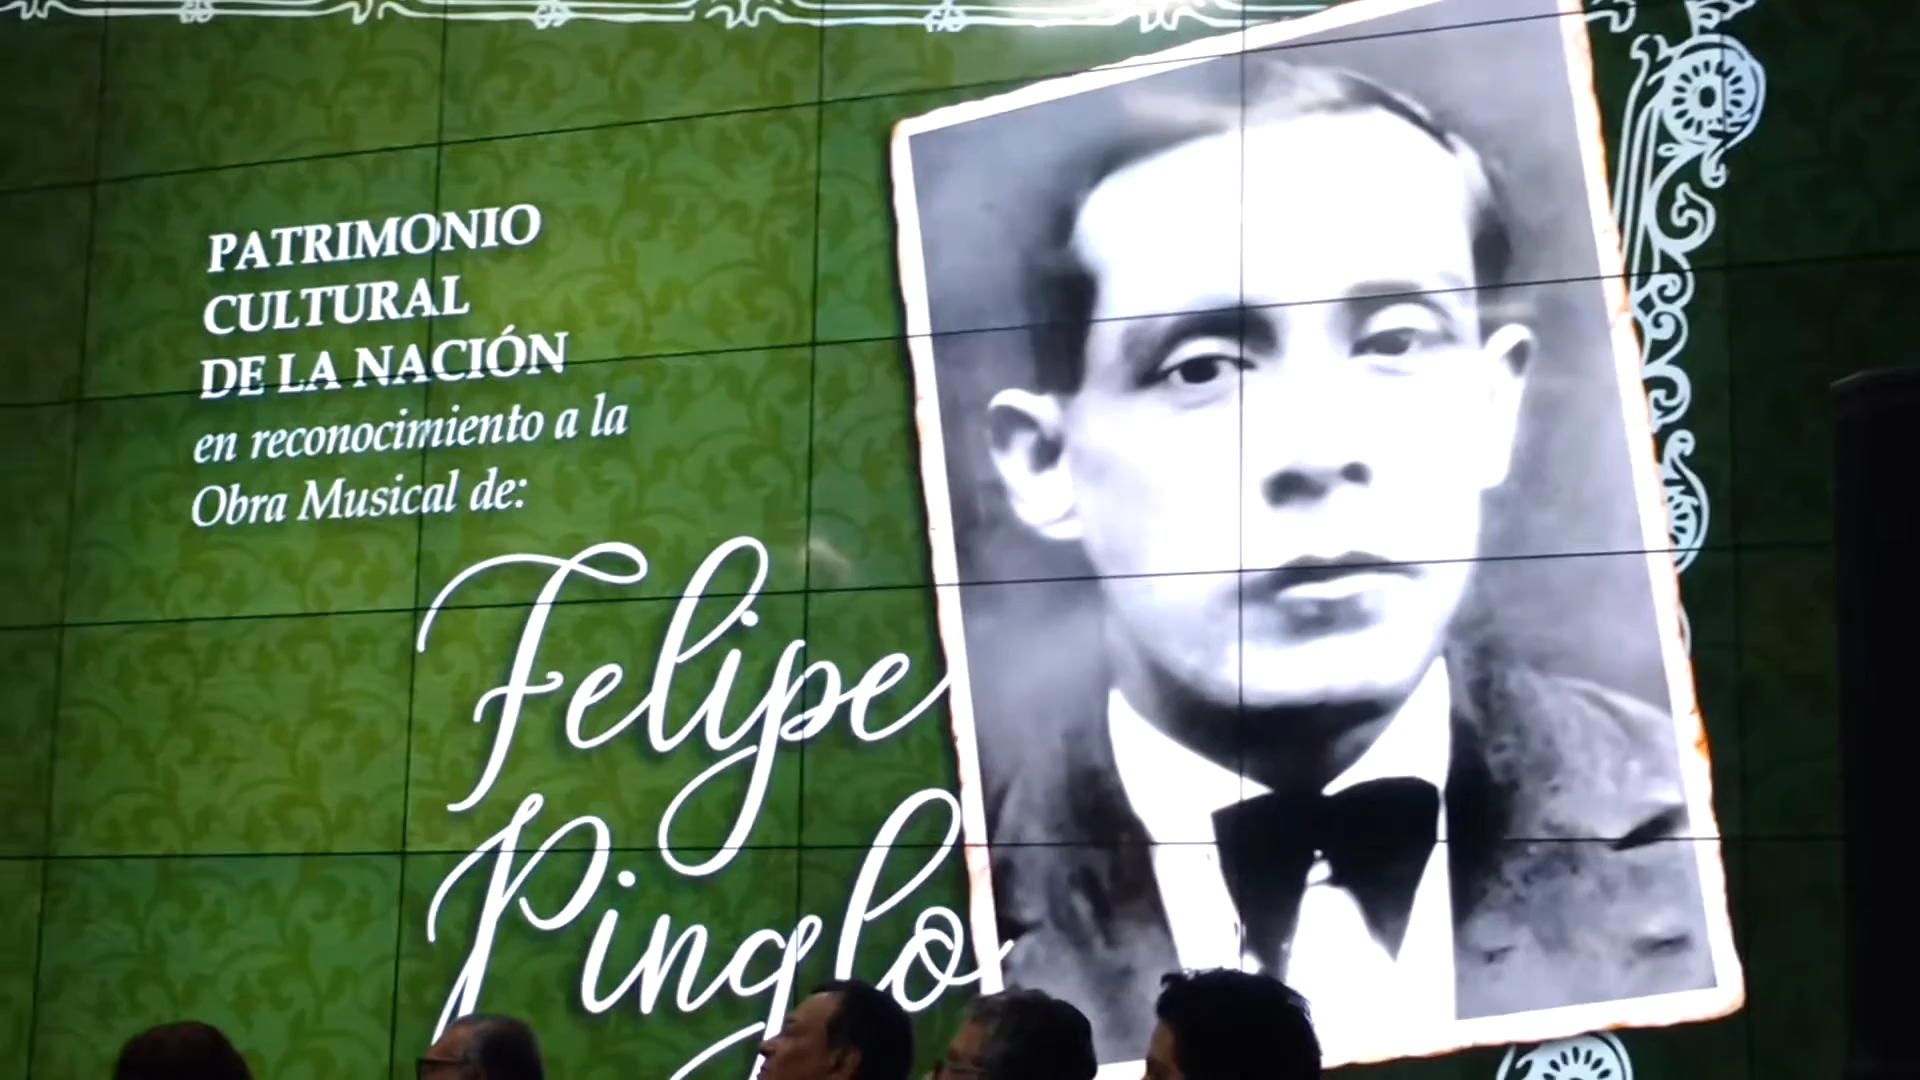 PATRIMONIO
CULTURAL
DE LA NACIÓN
en reconocimiento a la
Obra Musical de:
Felipe
Pinglo